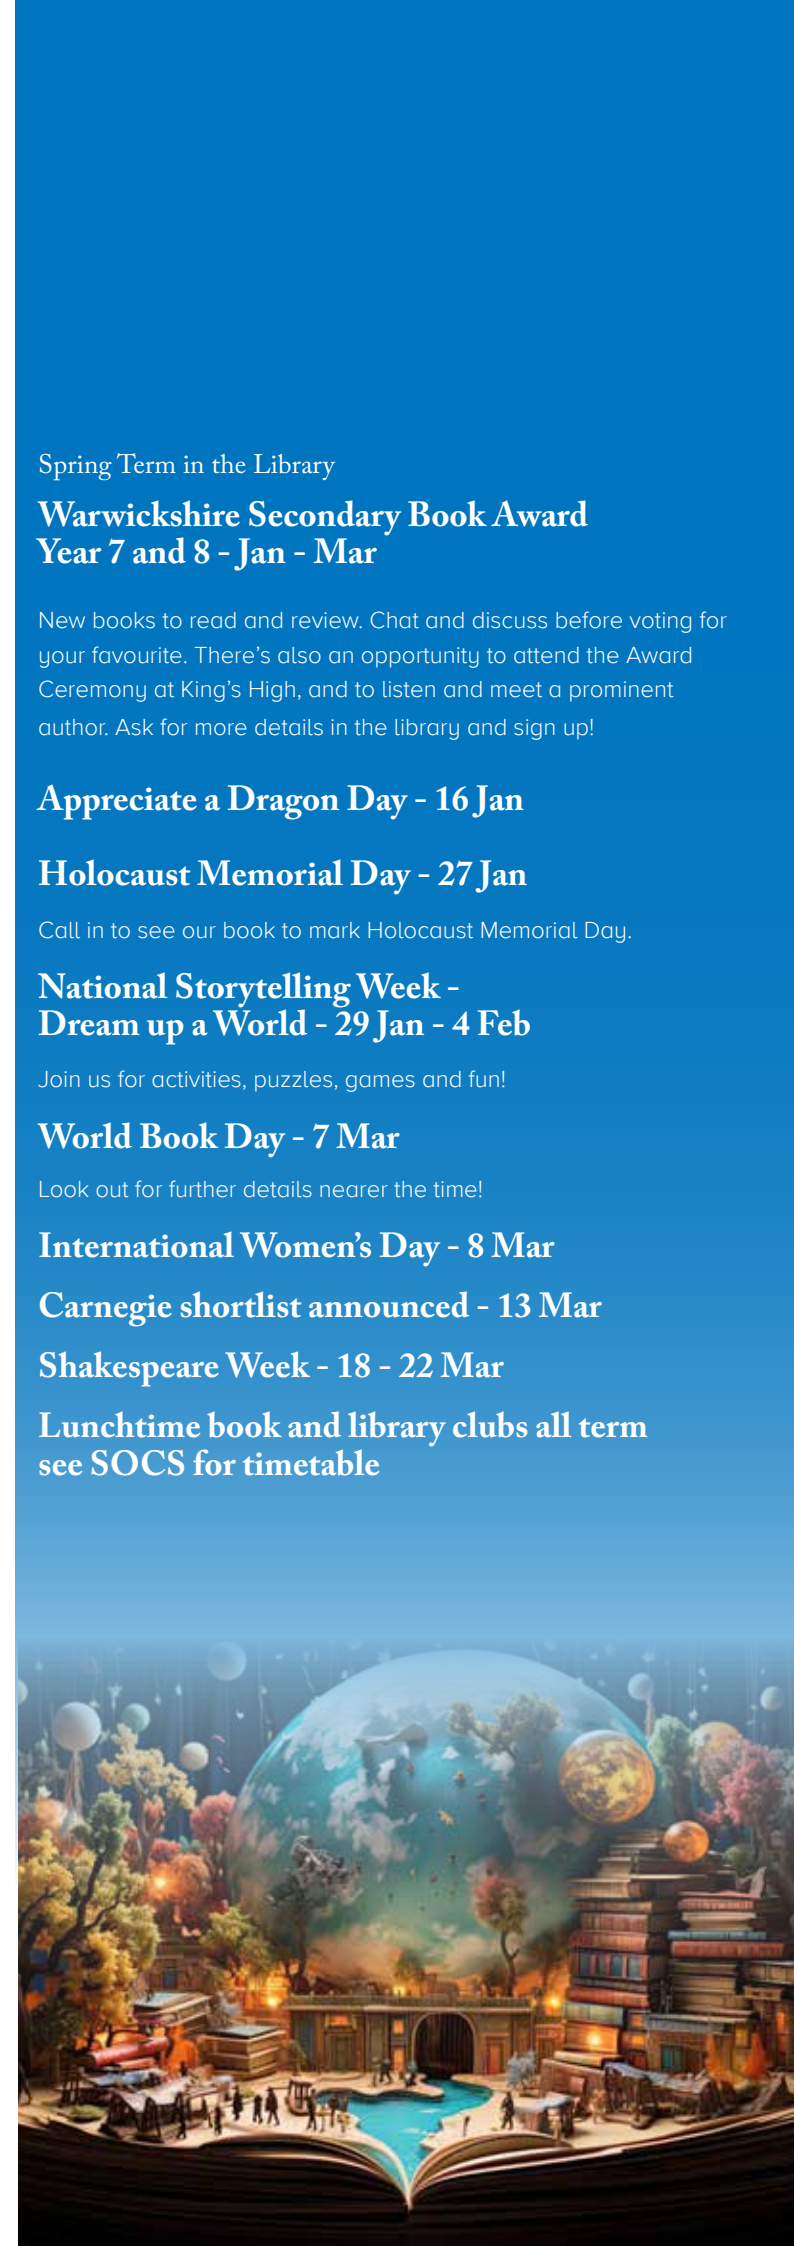 Spring Term in the Library
Warwickshire Secondary Book Award
Year 7 and 8 - Jan - Mar
New books to read and review. Chat and discuss before voting for
your favourite. There's also an opportunity to attend the Award
Ceremony at King's High, and to listen and meet a prominent
author. Ask for more details in the library and sign up!
Appreciate a Dragon Day - 16 Jan
Holocaust Memorial Day - 27 Jan
Call in to see our book to mark Holocaust Memorial Day.
National Storytelling Week -
Dream up a World - 29 Jan - 4 Feb
Join us for activities, puzzles, games and fun!
World Book Day - 7 Mar
Look out for further details nearer the time!
International Women's Day - 8 Mar
Carnegie shortlist announced - 13 Mar
Shakespeare Week - 18 - 22 Mar
Lunchtime book and library clubs all term
see SOCS for timetable